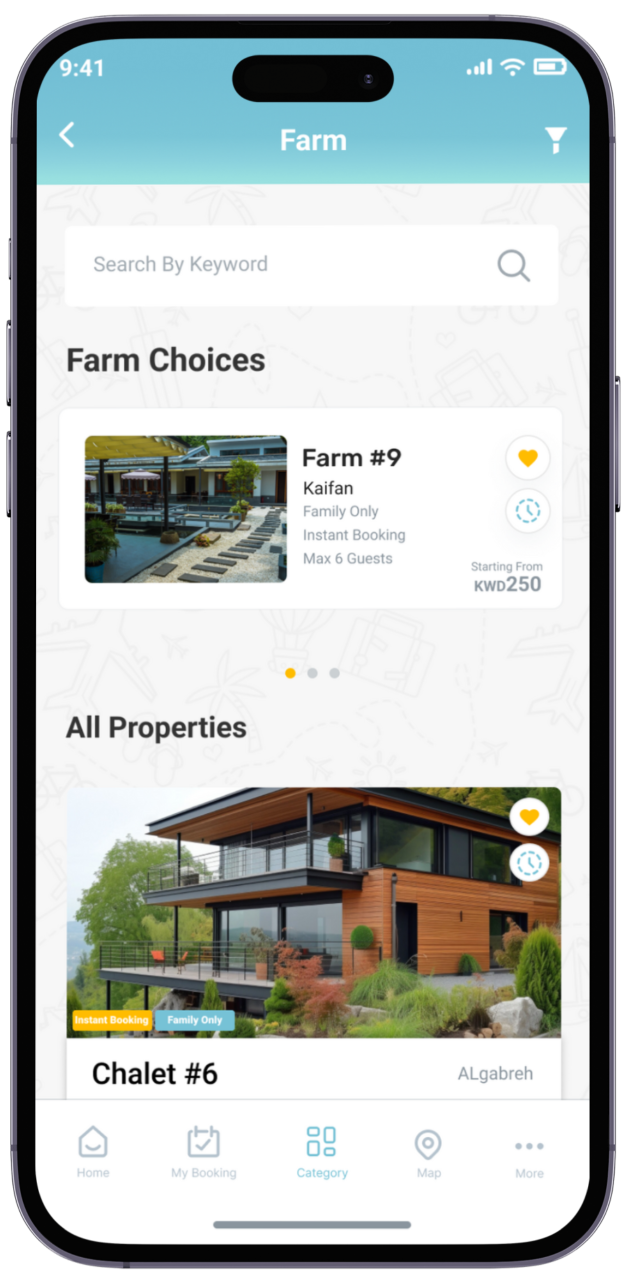 9:41
Farm
Search By Keyword
Farm Choices
Farm #9
Kaifan
Family Only
Instant Booking
Max 6 Guests
Starting From
KWD250
All Properties
Instant Booking
Family Only
Chalet #6
ALgabreh
Home
My Booking
Category
Map
More